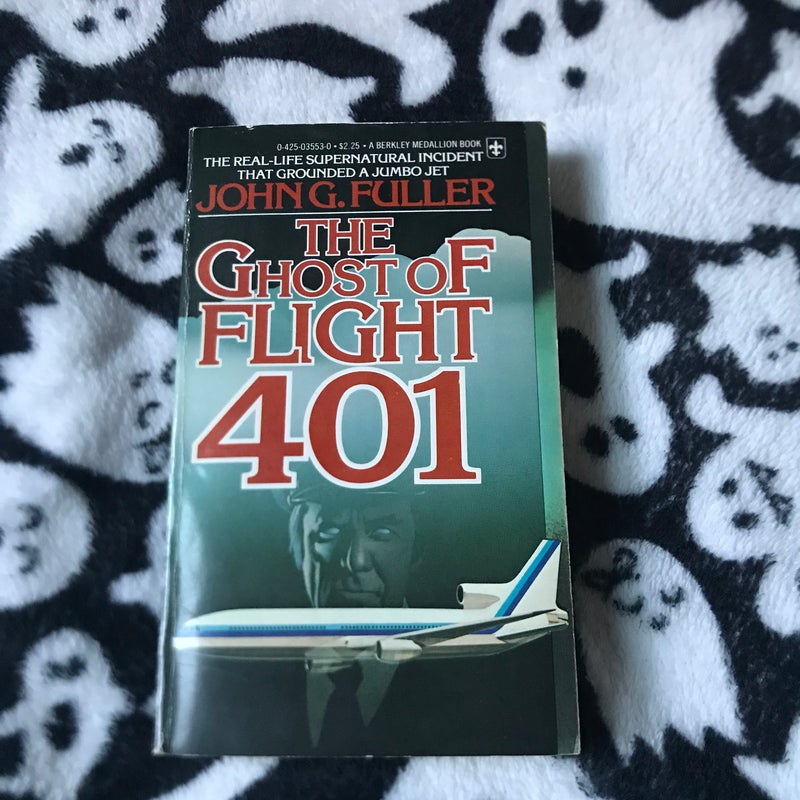 0-425-03553-0 • $2.25 • A BERKLEY MEDALLION BOOK
THE REAL-LIFE SUPERNATURAL INCIDENT
THAT GROUNDED A JUMBO JET
JOHN G. FULLER
THE
GHOST OF
FLIGHT
401